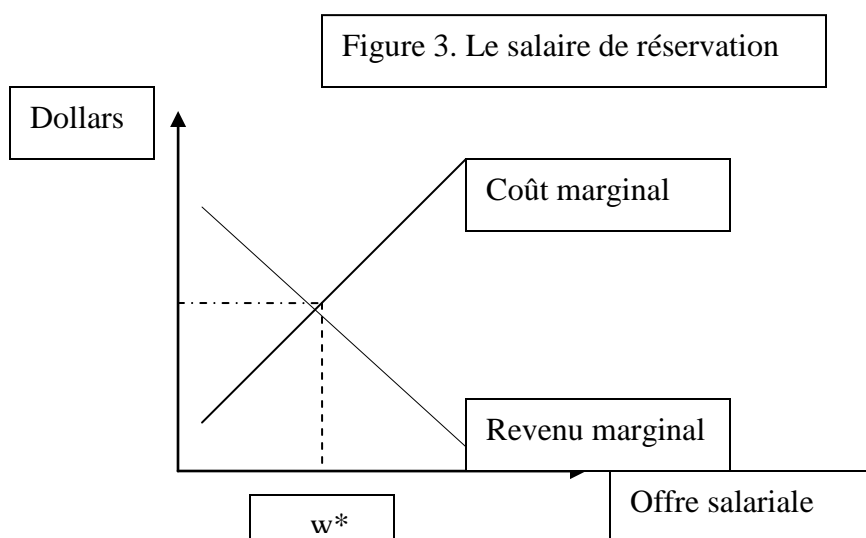 Figure 3. Le salaire de réservation
Dollars
Coût marginal
Revenu marginal
Offre salariale
w*